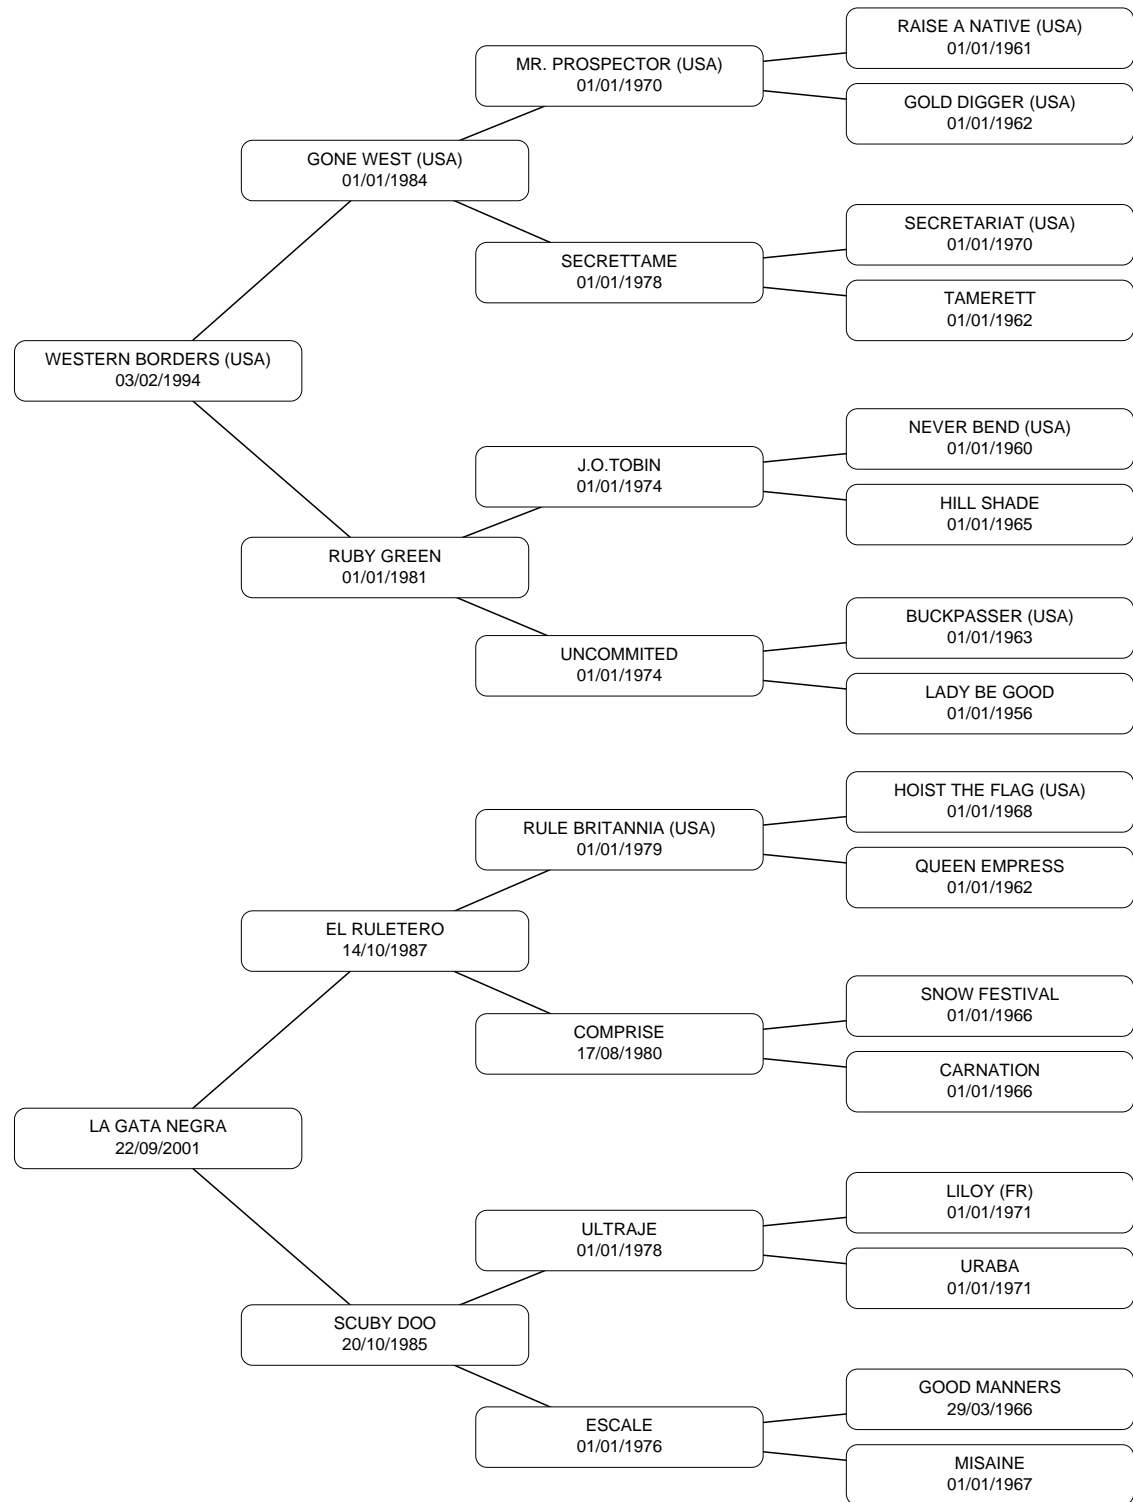 RAISE A NATIVE (USA)
01/01/1961
MR. PROSPECTOR (USA)
01/01/1970
GOLD DIGGER (USA)
01/01/1962
GONE WEST (USA)
01/01/1984
SECRETARIAT (USA)
01/01/1970
SECRETTAME
01/01/1978
TAMERETT
01/01/1962
WESTERN BORDERS (USA)
03/02/1994
NEVER BEND (USA)
01/01/1960
J.O.TOBIN
01/01/1974
HILL SHADE
01/01/1965
RUBY GREEN
01/01/1981
BUCKPASSER (USA)
01/01/1963
UNCOMMITED
01/01/1974
LADY BE GOOD
01/01/1956
HOIST THE FLAG (USA)
01/01/1968
RULE BRITANNIA (USA)
01/01/1979
QUEEN EMPRESS
01/01/1962
EL RULETERO
14/10/1987
SNOW FESTIVAL
01/01/1966
COMPRISE
17/08/1980
CARNATION
01/01/1966
LA GATA NEGRA
22/09/2001
LILOY (FR)
01/01/1971
ULTRAJE
01/01/1978
URABA
01/01/1971
SCUBY DOO
20/10/1985
GOOD MANNERS
29/03/1966
ESCALE
01/01/1976
MISAINE
01/01/1967